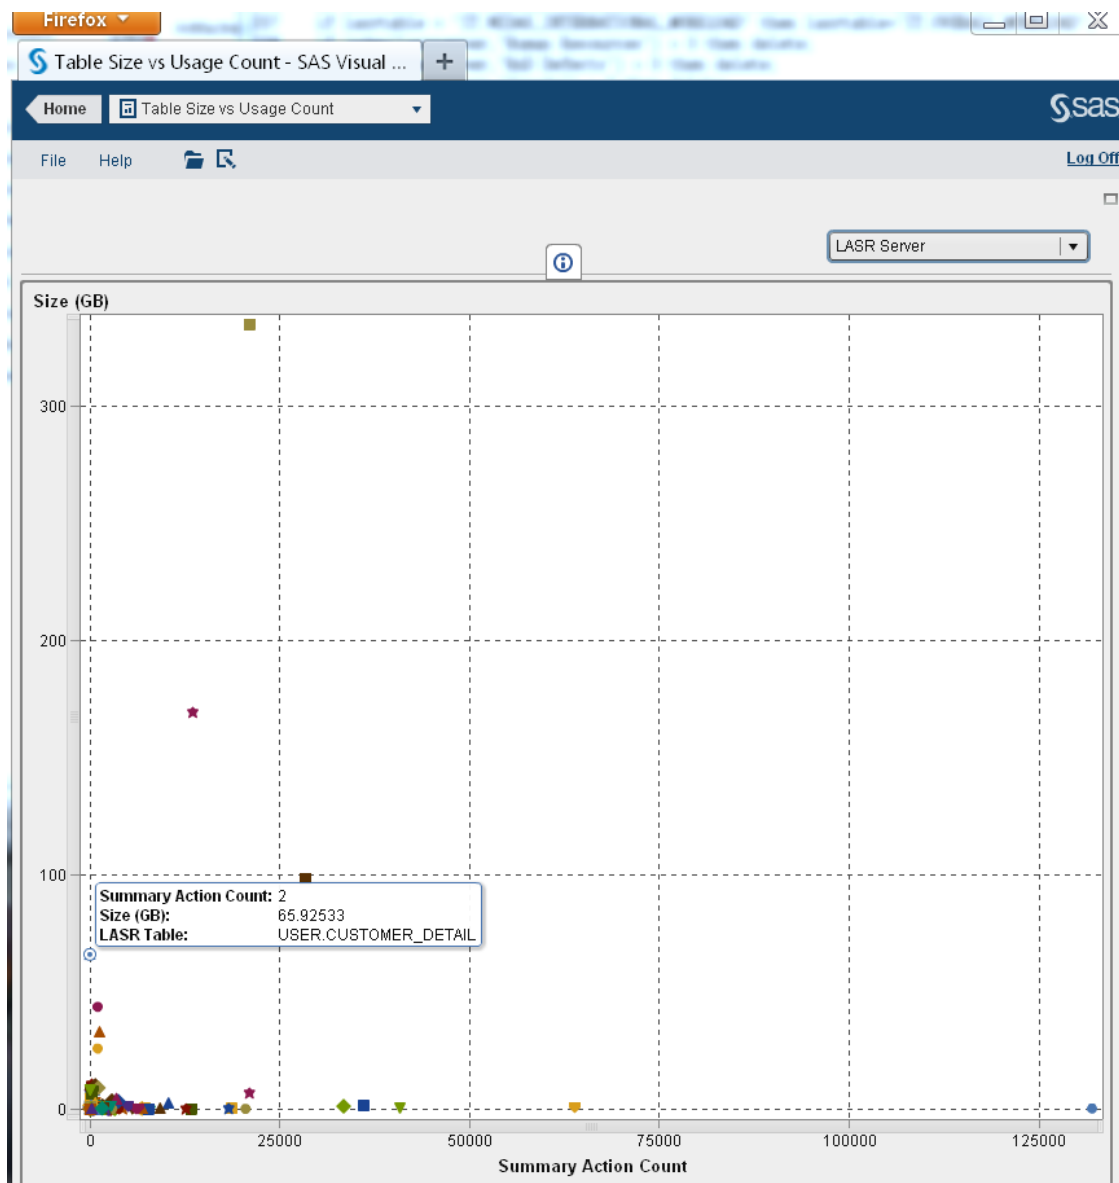 Firefox
Table Size vs Usage Count - SAS Visual ...
+
Home
Table Size vs Usage Count
sas
File Help
Log Off
LASR Server
Size (GB)
300
200
100
Summary Action Count: 2
Size (GB): 65.92533
LASR Table: USER.CUSTOMER_DETAIL
0
0 25000 50000 75000 100000 125000
Summary Action Count